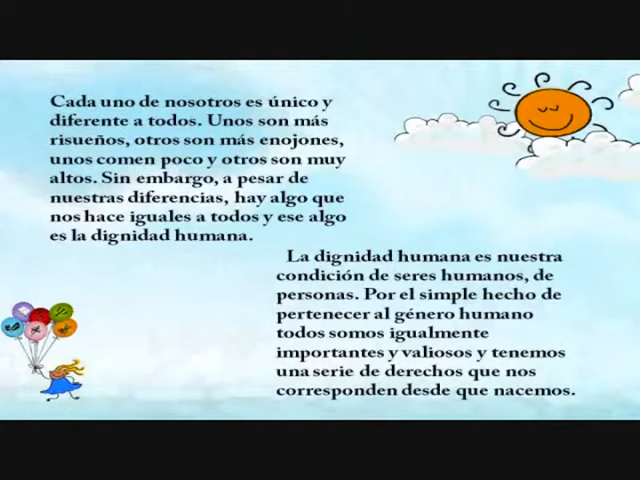 Cada uno de nosotros es único y
diferente a todos. Unos son más
risueños, otros son más enojones,
unos comen poco y otros son muy
altos. Sin embargo, a pesar de
nuestras diferencias, hay algo que
nos hace iguales a todos y ese algo
es la dignidad humana.
La dignidad humana es nuestra
condición de seres humanos, de
personas. Por el simple hecho de
pertenecer al género humano
todos somos igualmente
importantes y valiosos y tenemos
una serie de derechos que nos
corresponden desde que nacemos.